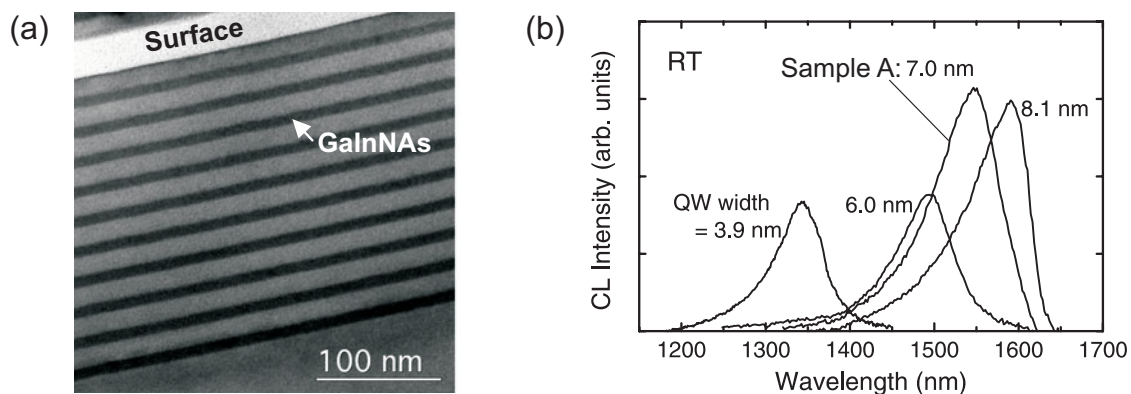 (a)
Surface
GaInNAs
100 nm
(b)
RT
Sample A: 7.0 nm
8.1 nm
QW width
= 3.9 nm
6.0 nm
CL Intensity (arb. units)
1200 1300 1400 1500 1600 1700
Wavelength (nm)